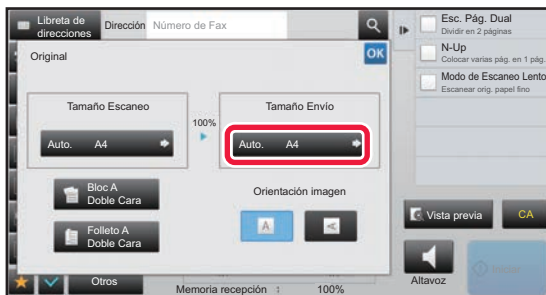 Libreta de
direcciones
Dirección
Número de Fax
Original
OK
Tamaño Escaneo
Auto. A4
100%
Tamaño Envío
Auto. A4
Bloc A
Doble Cara
Folleto A
Doble Cara
Orientación imagen
A
A
Otros
Memoria recepción : 100%
Esc. Pág. Dual
Dividir en 2 páginas
N-Up
Colocar varias pág. en 1 pág.
Modo de Escaneo Lento
Escanear orig. papel fino
Vista previa
CA
Altavoz